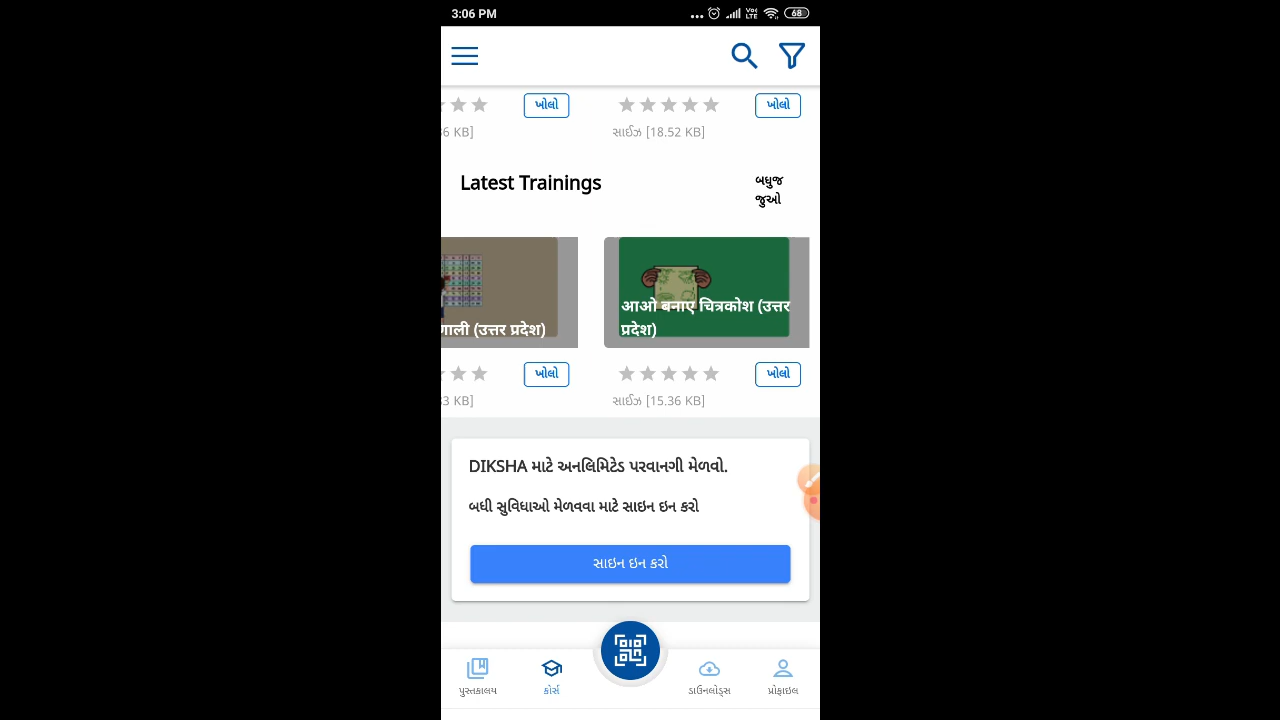 3:06 PM
68
ખોલો
ખોલો
6 KB]
સાઈઝ [18.52 KB]
Latest Trainings
બધુજ
જુઓ
आओ बनाए चित्रकोश (उत्तर
प्रदेश)
णाली (उत्तर प्रदेश)
ખોલો
ખોલો
3 KB]
સાઈઝ [15.36 KB]
DIKSHA માટે અનલિમિટેડ પરવાનગી મેળવો.
બધી સુવિધાઓ મેળવવા માટે સાઇન ઇન કરો
સાઇન ઇન કરો
પુસ્તકાલય
કોર્સ
ડાઉનલોડ્સ
પ્રોફાઇલ